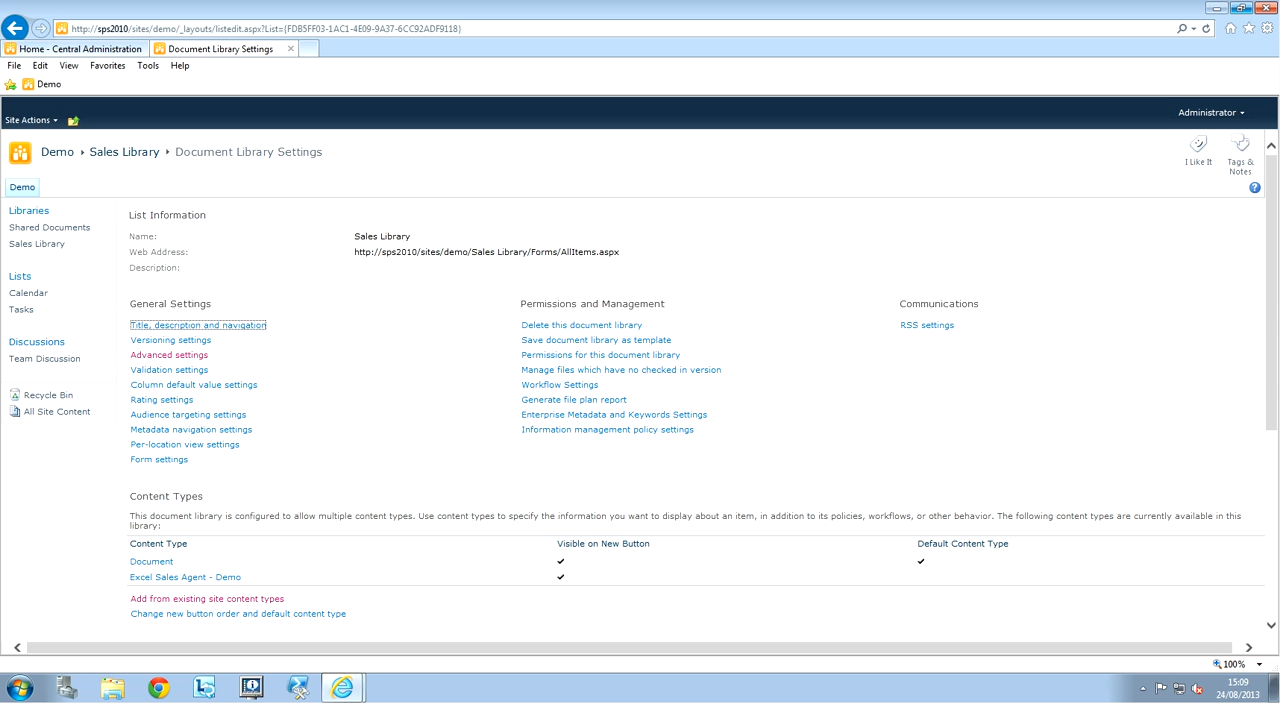 http://sps2010/sites/demo/_layouts/listedit.aspx?List={FDB5FF03-1AC1-4E09-9A37-6CC92ADF9118}
Home - Central Administration
Document Library Settings
File Edit View Favorites Tools Help
Demo
Site Actions
Administrator
Demo Sales Library Document Library Settings
I Like It
Tags &
Notes
Demo
Libraries
Shared Documents
Sales Library
Lists
Calendar
Tasks
Discussions
Team Discussion
Recycle Bin
All Site Content
List Information
Name: Sales Library
Web Address: http://sps2010/sites/demo/Sales Library/Forms/AllItems.aspx
Description:
General Settings
Title, description and navigation
Versioning settings
Advanced settings
Validation settings
Column default value settings
Rating settings
Audience targeting settings
Metadata navigation settings
Per-location view settings
Form settings
Permissions and Management
Delete this document library
Save document library as template
Permissions for this document library
Manage files which have no checked in version
Workflow Settings
Generate file plan report
Enterprise Metadata and Keywords Settings
Information management policy settings
Communications
RSS settings
Content Types
This document library is configured to allow multiple content types. Use content types to specify the information you want to display about an item, in addition to its policies, workflows, or other behavior. The following content types are currently available in this
library:
Content Type Visible on New Button Default Content Type
Document
Excel Sales Agent - Demo
Add from existing site content types
Change new button order and default content type
100%
15:09
24/08/2013